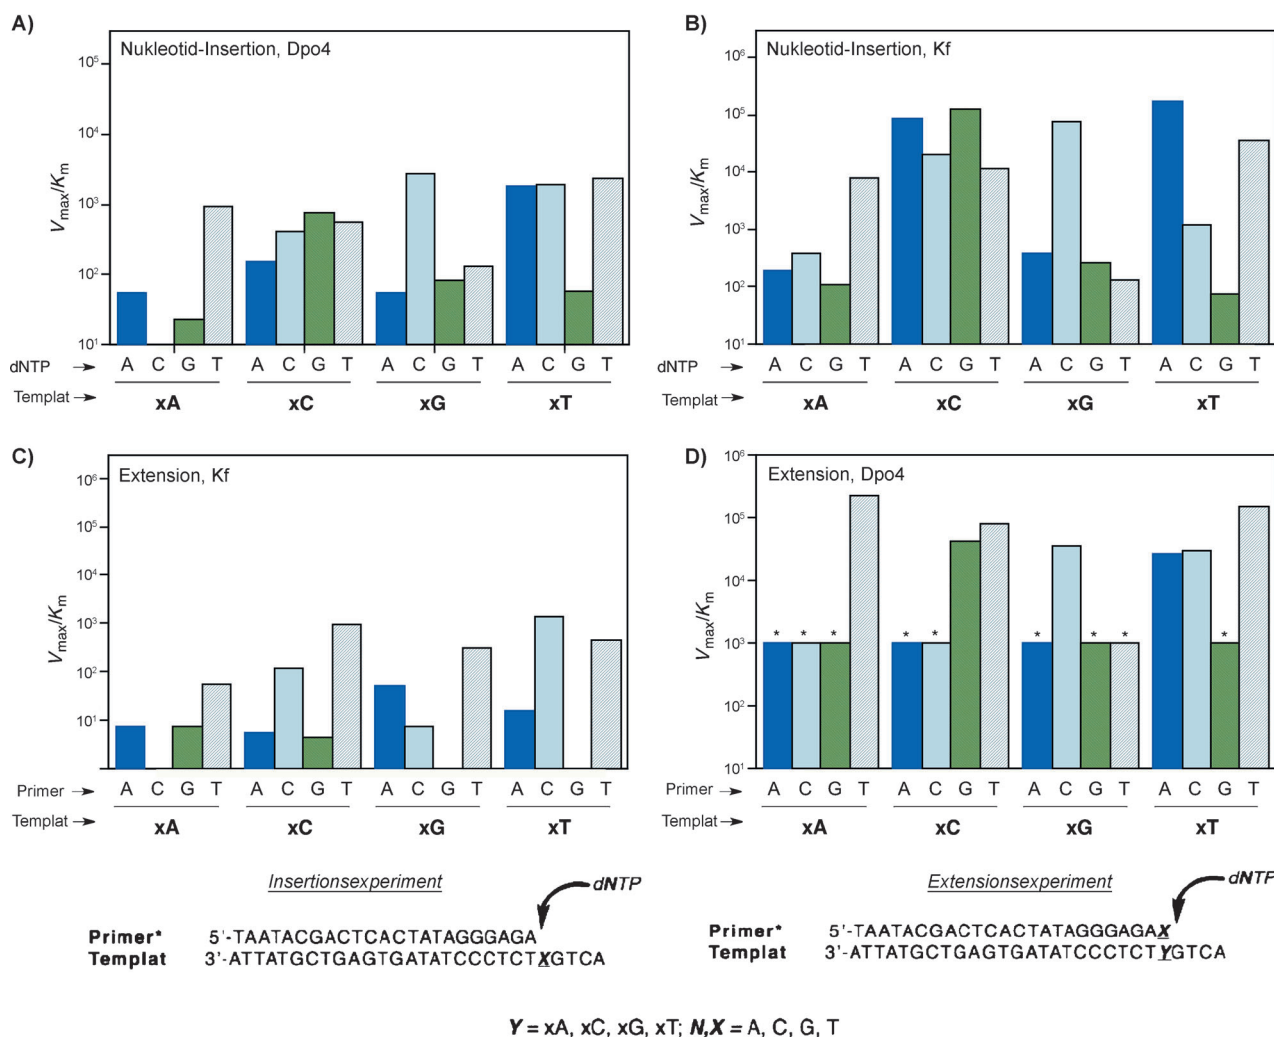 A)
Nukleotid-Insertion, Dpo4
10⁵
10⁴
10³
10²
10¹
Vmax/Km
dNTP A C G T A C G T A C G T A C G T
Templat xA xC xG xT
B)
Nukleotid-Insertion, Kf
10⁶
10⁵
10⁴
10³
10²
10¹
Vmax/Km
dNTP A C G T A C G T A C G T A C G T
Templat xA xC xG xT
C)
Extension, Kf
10⁶
10⁵
10⁴
10³
10²
10¹
Vmax/Km
Primer A C G T A C G T A C G T A C G T
Templat xA xC xG xT
D)
Extension, Dpo4
10⁶
10⁵
10⁴
10³
10²
10¹
Vmax/Km
* * * * * * * * *
Primer A C G T A C G T A C G T A C G T
Templat xA xC xG xT
Insertionsexperiment
dNTP
Primer* 5'-TAATACGACTCACTATAGGGAGA
Templat 3'-ATTATGCTGAGTGATATCCCTCTXGTCA
Extensionsexperiment
dNTP
Primer* 5'-TAATACGACTCACTATAGGGAGAX
Templat 3'-ATTATGCTGAGTGATATCCCTCTYGTCA
Y = xA, xC, xG, xT; N,X = A, C, G, T